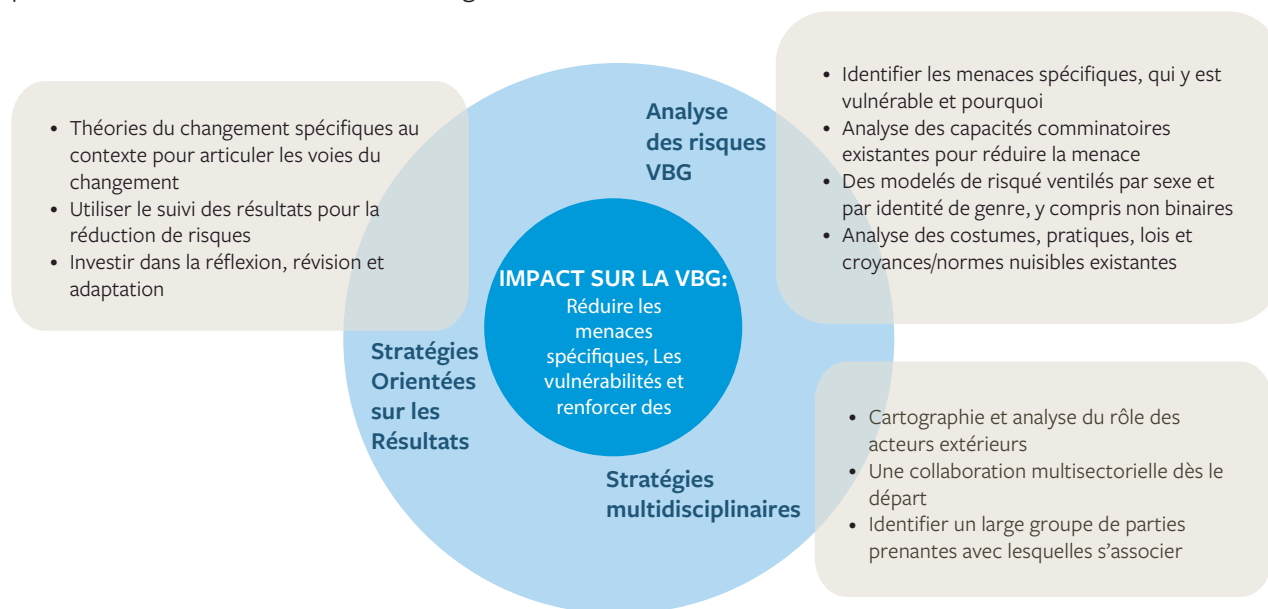 • Théories du changement spécifiques au
contexte pour articuler les voies du
changement
• Utiliser le suivi des résultats pour la
réduction de risques
• Investir dans la réflexion, révision et
adaptation
Analyse
des risques
VBG
• Identifier les menaces spécifiques, qui y est
vulnérable et pourquoi
• Analyse des capacités comminatoires
existantes pour réduire la menace
• Des modelés de risqué ventilés par sexe et
par identité de genre, y compris non binaires
• Analyse des costumes, pratiques, lois et
croyances/normes nuisibles existantes
IMPACT SUR LA VBG:
Réduire les
menaces
spécifiques, Les
vulnérabilités et
renforcer des
Stratégies
Orientées
sur les
Résultats
Stratégies
multidisciplinaires
• Cartographie et analyse du rôle des
acteurs extérieurs
• Une collaboration multisectorielle dès le
départ
• Identifier un large groupe de parties
prenantes avec lesquelles s'associer